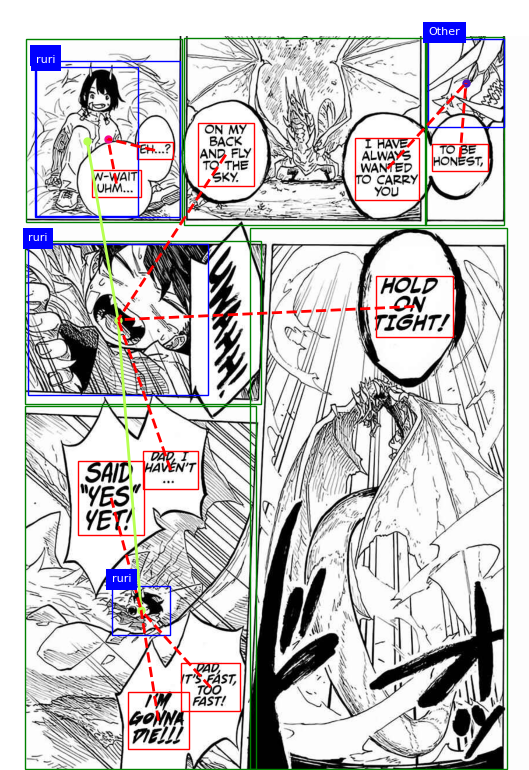 Other
TO BE
HONEST,
I HAVE
ALWAYS
WANTED
TO CARRY
YOU
ON MY
BACK
AND FLY
TO THE
SKY.
ruri
EH...?
W-WAIT
UHM...
HOLD
ON
TIGHT!
ド
オ
ruri
DAD, I
HAVEN'T
...
SAID
"YES"
YET!
ruri
DAD,
IT'S FAST,
TOO
FAST!
I'M
GONNA
DIE!!!